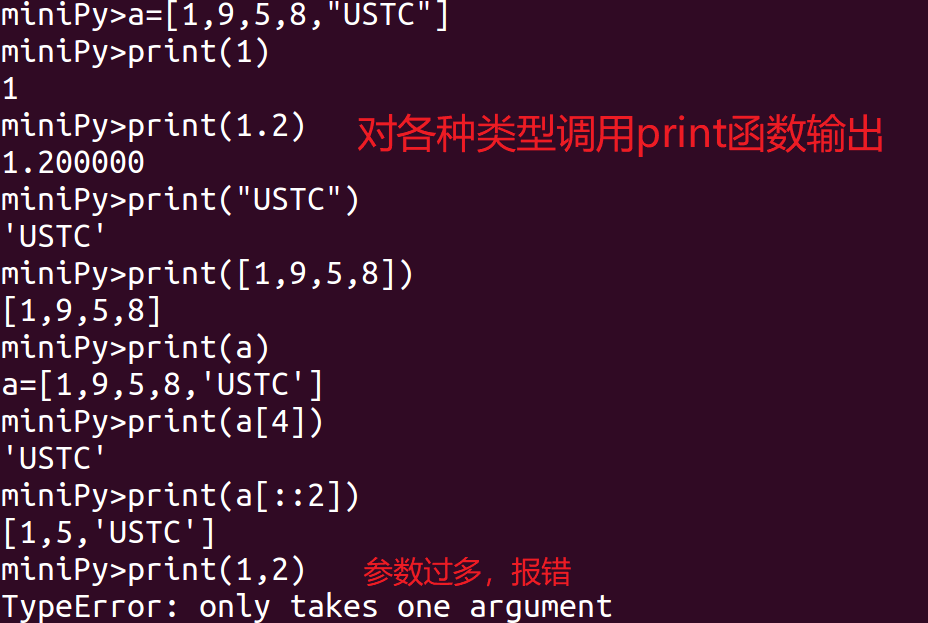 miniPy>a=[1,9,5,8,"USTC"]
miniPy>print(1)
1
miniPy>print(1.2)
对各种类型调用print函数输出
1.200000
miniPy>print("USTC")
'USTC'
miniPy>print([1,9,5,8])
[1,9,5,8]
miniPy>print(a)
a=[1,9,5,8,'USTC']
miniPy>print(a[4])
'USTC'
miniPy>print(a[::2])
[1,5,'USTC']
miniPy>print(1,2)
参数过多，报错
TypeError: only takes one argument